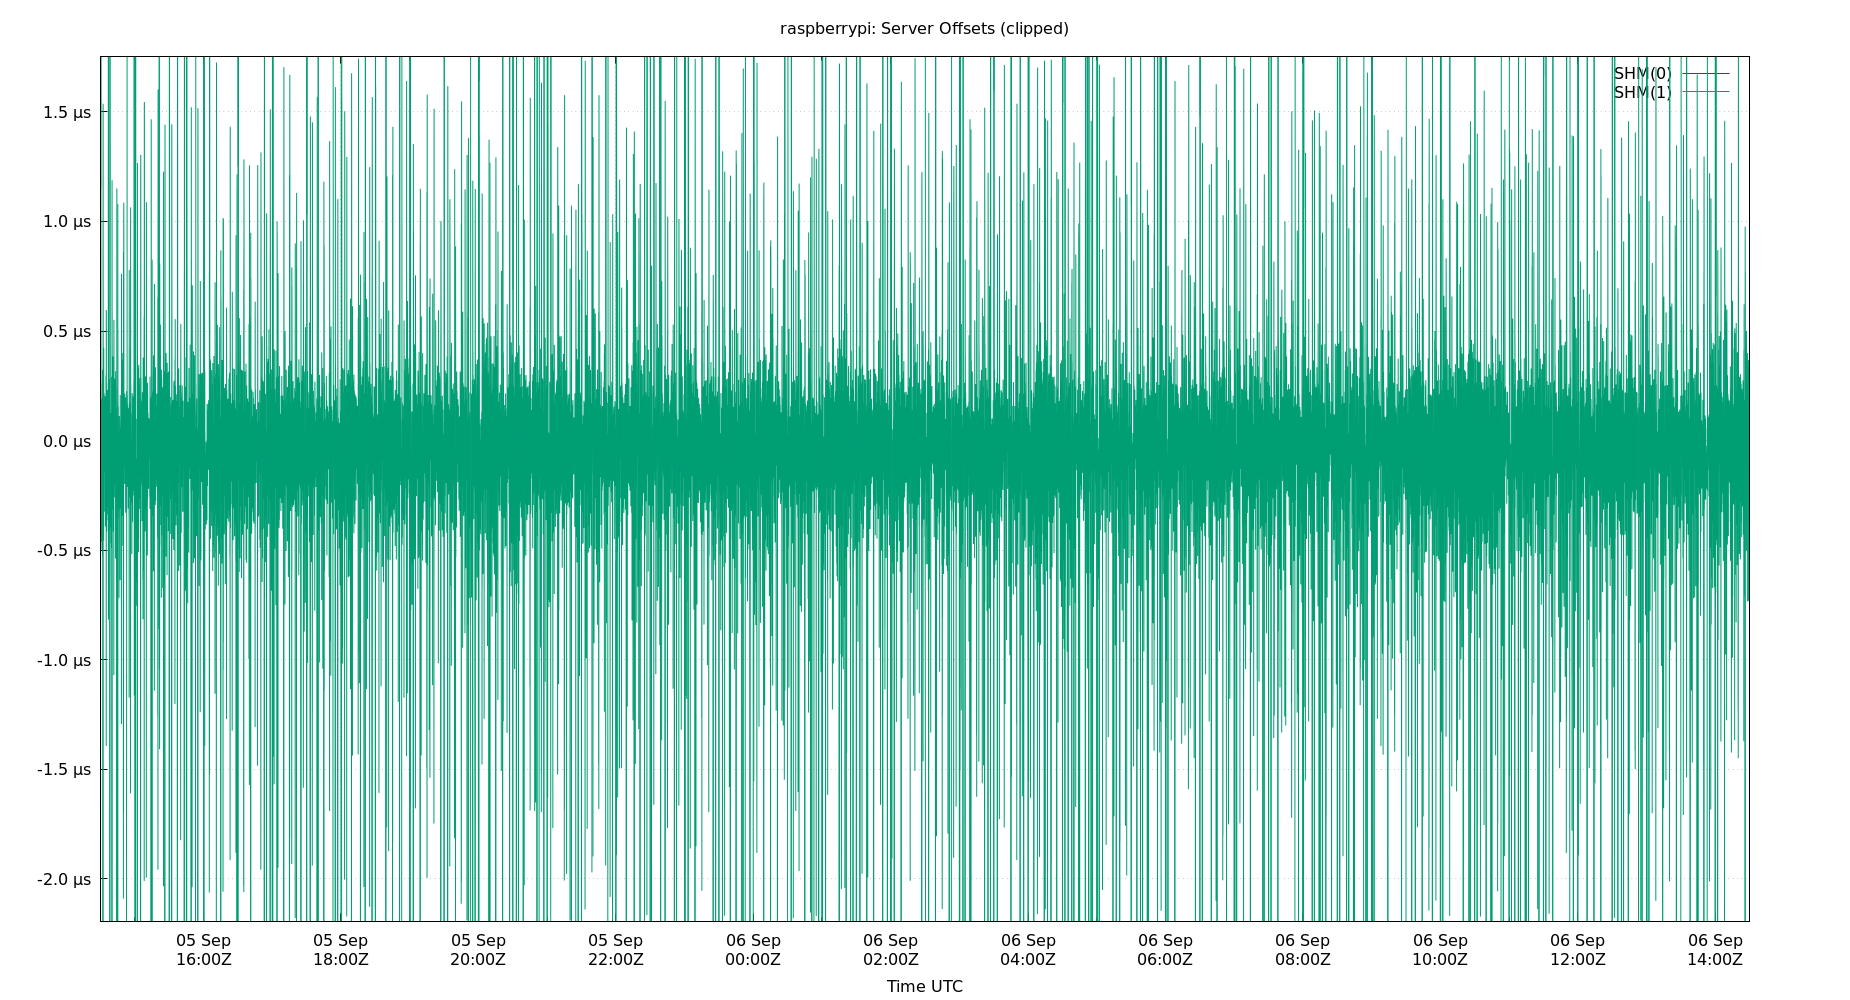 raspberrypi: Server Offsets (clipped)
SHM(0)
SHM(1)
1.5 µs
1.0 µs
0.5 µs
0.0 µs
-0.5 µs
-1.0 µs
-1.5 µs
-2.0 µs
05 Sep 05 Sep 05 Sep 05 Sep 06 Sep 06 Sep 06 Sep 06 Sep 06 Sep 06 Sep 06 Sep 06 Sep
16:00Z 18:00Z 20:00Z 22:00Z 00:00Z 02:00Z 04:00Z 06:00Z 08:00Z 10:00Z 12:00Z 14:00Z
Time UTC